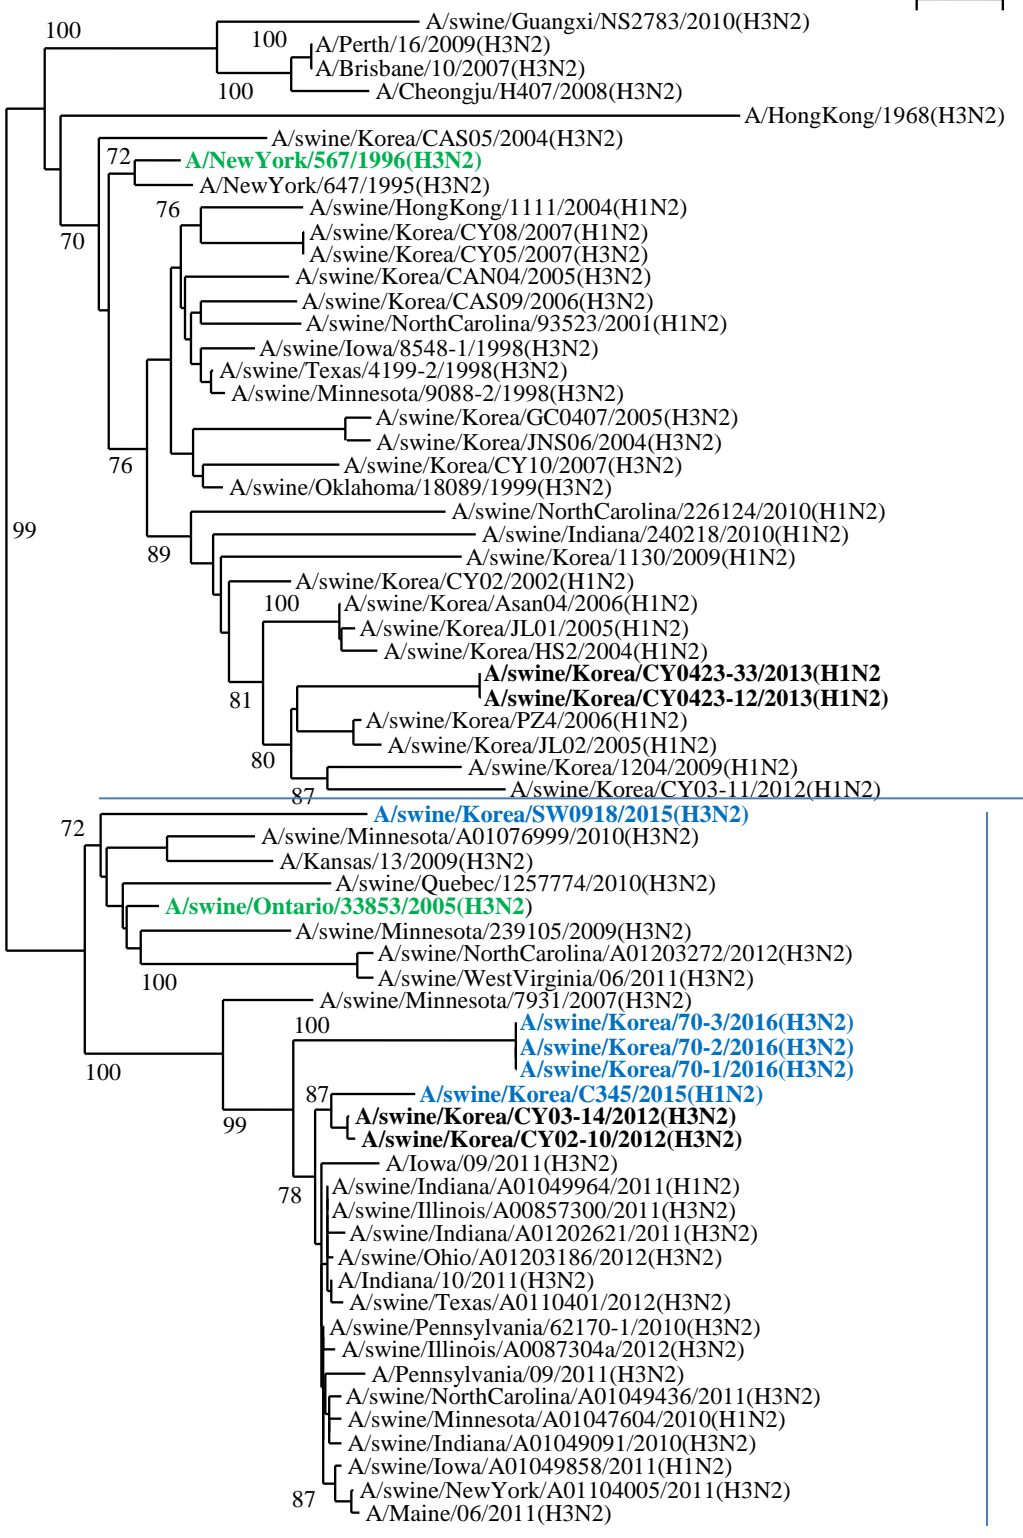 A/swine/Guangxi/NS2783/2010(H3N2)
100
100
A/Perth/16/2009(H3N2)
A/Brisbane/10/2007(H3N2)
100
A/Cheongju/H407/2008(H3N2)
A/HongKong/1968(H3N2)
A/swine/Korea/CAS05/2004(H3N2)
72
A/NewYork/567/1996(H3N2)
A/NewYork/647/1995(H3N2)
76
A/swine/HongKong/1111/2004(H1N2)
70
A/swine/Korea/CY08/2007(H1N2)
A/swine/Korea/CY05/2007(H3N2)
A/swine/Korea/CAN04/2005(H3N2)
A/swine/Korea/CAS09/2006(H3N2)
A/swine/NorthCarolina/93523/2001(H1N2)
A/swine/Iowa/8548-1/1998(H3N2)
A/swine/Texas/4199-2/1998(H3N2)
A/swine/Minnesota/9088-2/1998(H3N2)
A/swine/Korea/GC0407/2005(H3N2)
A/swine/Korea/JNS06/2004(H3N2)
76
A/swine/Korea/CY10/2007(H3N2)
A/swine/Oklahoma/18089/1999(H3N2)
A/swine/NorthCarolina/226124/2010(H1N2)
99
A/swine/Indiana/240218/2010(H1N2)
89
A/swine/Korea/1130/2009(H1N2)
A/swine/Korea/CY02/2002(H1N2)
100
A/swine/Korea/Asan04/2006(H1N2)
A/swine/Korea/JL01/2005(H1N2)
A/swine/Korea/HS2/2004(H1N2)
A/swine/Korea/CY0423-33/2013(H1N2
81
A/swine/Korea/CY0423-12/2013(H1N2)
A/swine/Korea/PZ4/2006(H1N2)
A/swine/Korea/JL02/2005(H1N2)
80
A/swine/Korea/1204/2009(H1N2)
87
A/swine/Korea/CY03-11/2012(H1N2)
A/swine/Korea/SW0918/2015(H3N2)
72
A/swine/Minnesota/A01076999/2010(H3N2)
A/Kansas/13/2009(H3N2)
A/swine/Quebec/1257774/2010(H3N2)
A/swine/Ontario/33853/2005(H3N2)
A/swine/Minnesota/239105/2009(H3N2)
A/swine/NorthCarolina/A01203272/2012(H3N2)
100
A/swine/WestVirginia/06/2011(H3N2)
A/swine/Minnesota/7931/2007(H3N2)
100
A/swine/Korea/70-3/2016(H3N2)
A/swine/Korea/70-2/2016(H3N2)
100
A/swine/Korea/70-1/2016(H3N2)
87
A/swine/Korea/C345/2015(H1N2)
99
A/swine/Korea/CY03-14/2012(H3N2)
A/swine/Korea/CY02-10/2012(H3N2)
A/Iowa/09/2011(H3N2)
78
A/swine/Indiana/A01049964/2011(H1N2)
A/swine/Illinois/A00857300/2011(H3N2)
A/swine/Indiana/A01202621/2011(H3N2)
A/swine/Ohio/A01203186/2012(H3N2)
A/Indiana/10/2011(H3N2)
A/swine/Texas/A0110401/2012(H3N2)
A/swine/Pennsylvania/62170-1/2010(H3N2)
A/swine/Illinois/A0087304a/2012(H3N2)
A/Pennsylvania/09/2011(H3N2)
A/swine/NorthCarolina/A01049436/2011(H3N2)
A/swine/Minnesota/A01047604/2010(H1N2)
A/swine/Indiana/A01049091/2010(H3N2)
A/swine/Iowa/A01049858/2011(H1N2)
87
A/swine/NewYork/A01104005/2011(H3N2)
A/Maine/06/2011(H3N2)